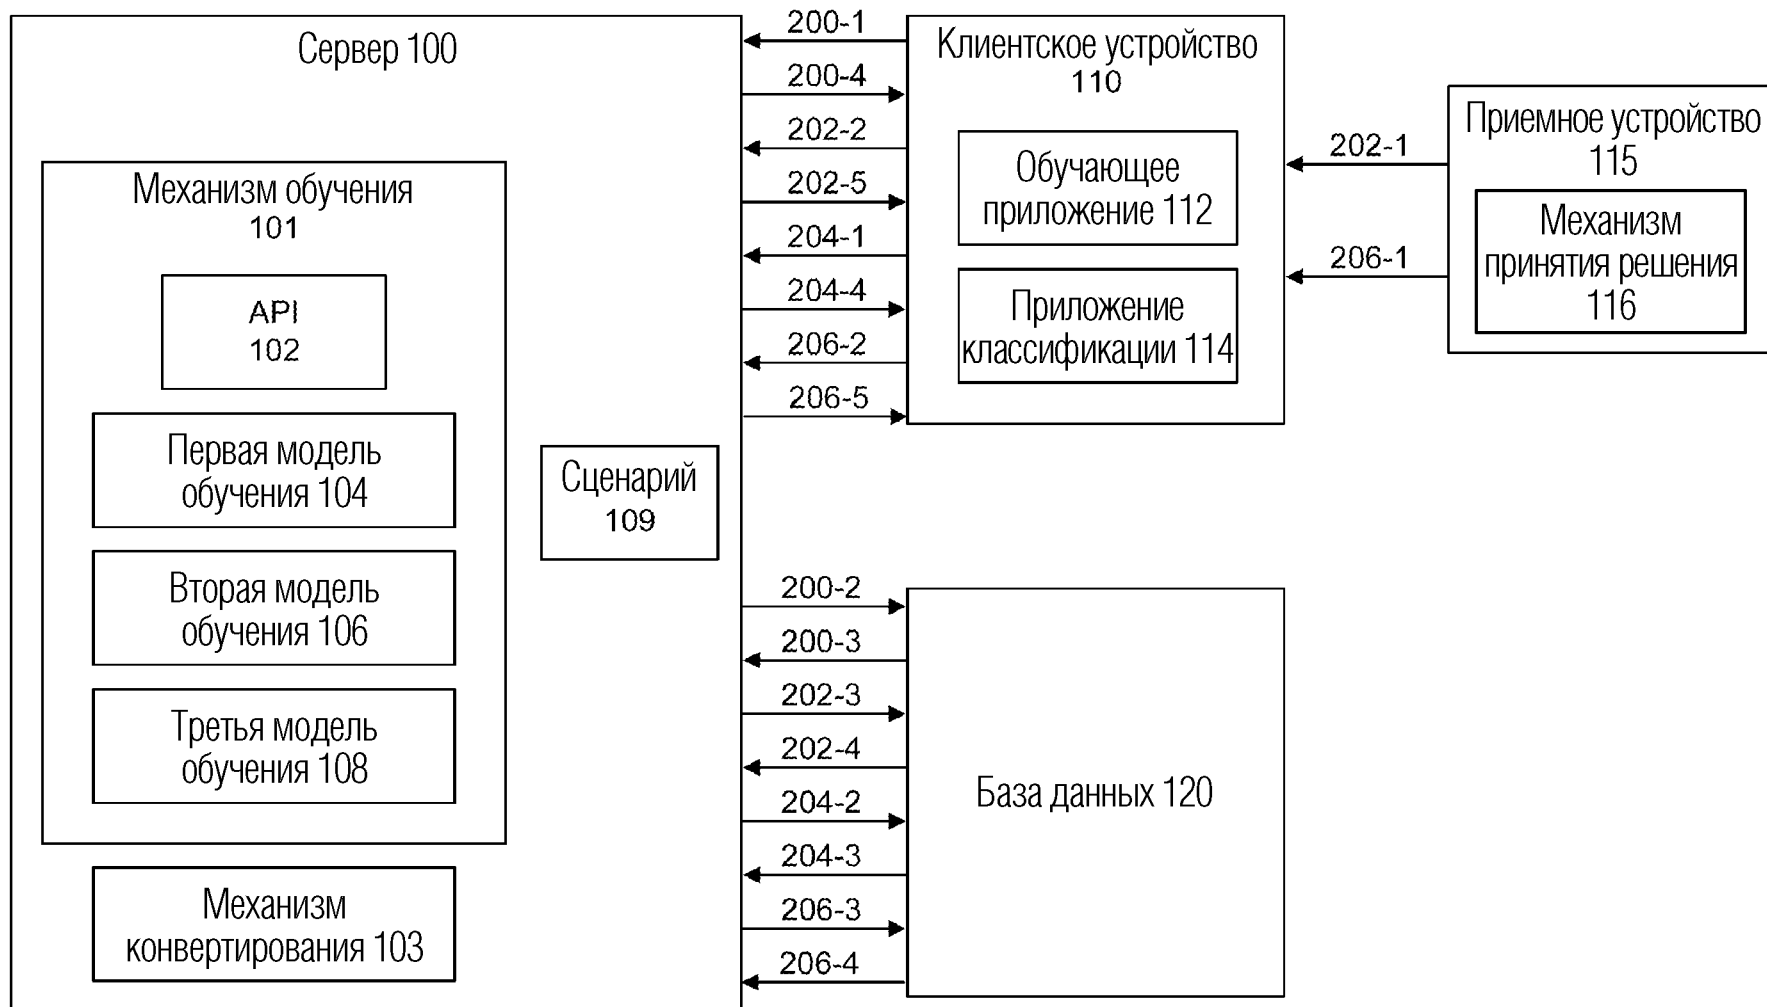 Сервер 100
Механизм обучения
101
API
102
Первая модель
обучения 104
Вторая модель
обучения 106
Третья модель
обучения 108
Механизм
конвертирования 103
Сценарий
109
200-1
200-4
202-2
202-5
204-1
204-4
206-2
206-5
Клиентское устройство
110
Обучающее
приложение 112
Приложение
классификации 114
202-1
206-1
Приемное устройство
115
Механизм
принятия решения
116
200-2
200-3
202-3
202-4
204-2
204-3
206-3
206-4
База данных 120